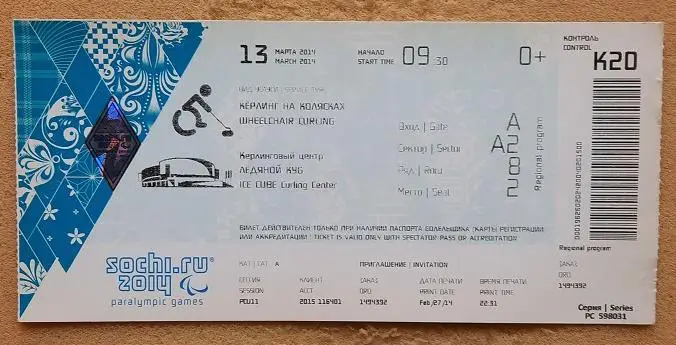 13 МАРТА 2014 НАЧАЛО 09:30 0+
MARCH 2014 START TIME
КОНТРОЛЬ
CONTROL
K20
КЕРЛИНГ НА КОЛЯСКАХ
WHEELCHAIR CURLING
Вход | Gate A
Сектор | Sector A2
Ряд | Row 8
Место | Seat 2
Regional program
Керлинговый центр
ЛЕДЯНОЙ КУБ
ICE CUBE Curling Center
БИЛЕТ ДЕЙСТВИТЕЛЕН ТОЛЬКО ПРИ НАЛИЧИИ ПАСПОРТА БОЛЕЛЬЩИКА (КАРТЫ РЕГИСТРАЦИИ
ИЛИ АККРЕДИТАЦИИ) | TICKET IS VALID ONLY WITH SPECTATOR PASS OR ACCREDITATION
Regional program
sochi.ru
2014
paralympic games
КАТ | CAT A ПРИГЛАШЕНИЕ | INVITATION
СЕССИЯ КЛИЕНТ ЗАКАЗ ДАТА ПЕЧАТИ ВРЕМЯ ПЕЧАТИ
SESSION ACCT ORD PRINT DATE PRINT TIME
PCU11 2015 116401 1494392 Feb/27/14 22:31
ЗАКАЗ
ORD
1494392
Серия | Series
PC 598031